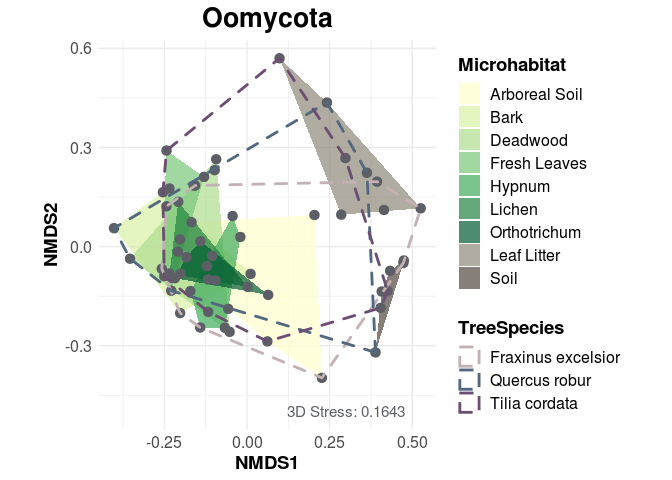 Oomycota
0.6
0.3
0.0
-0.3
NMDS2
-0.25
0.00
0.25
0.50
NMDS1
3D Stress: 0.1643
Microhabitat
Arboreal Soil
Bark
Deadwood
Fresh Leaves
Hypnum
Lichen
Orthotrichum
Leaf Litter
Soil
TreeSpecies
Fraxinus excelsior
Quercus robur
Tilia cordata